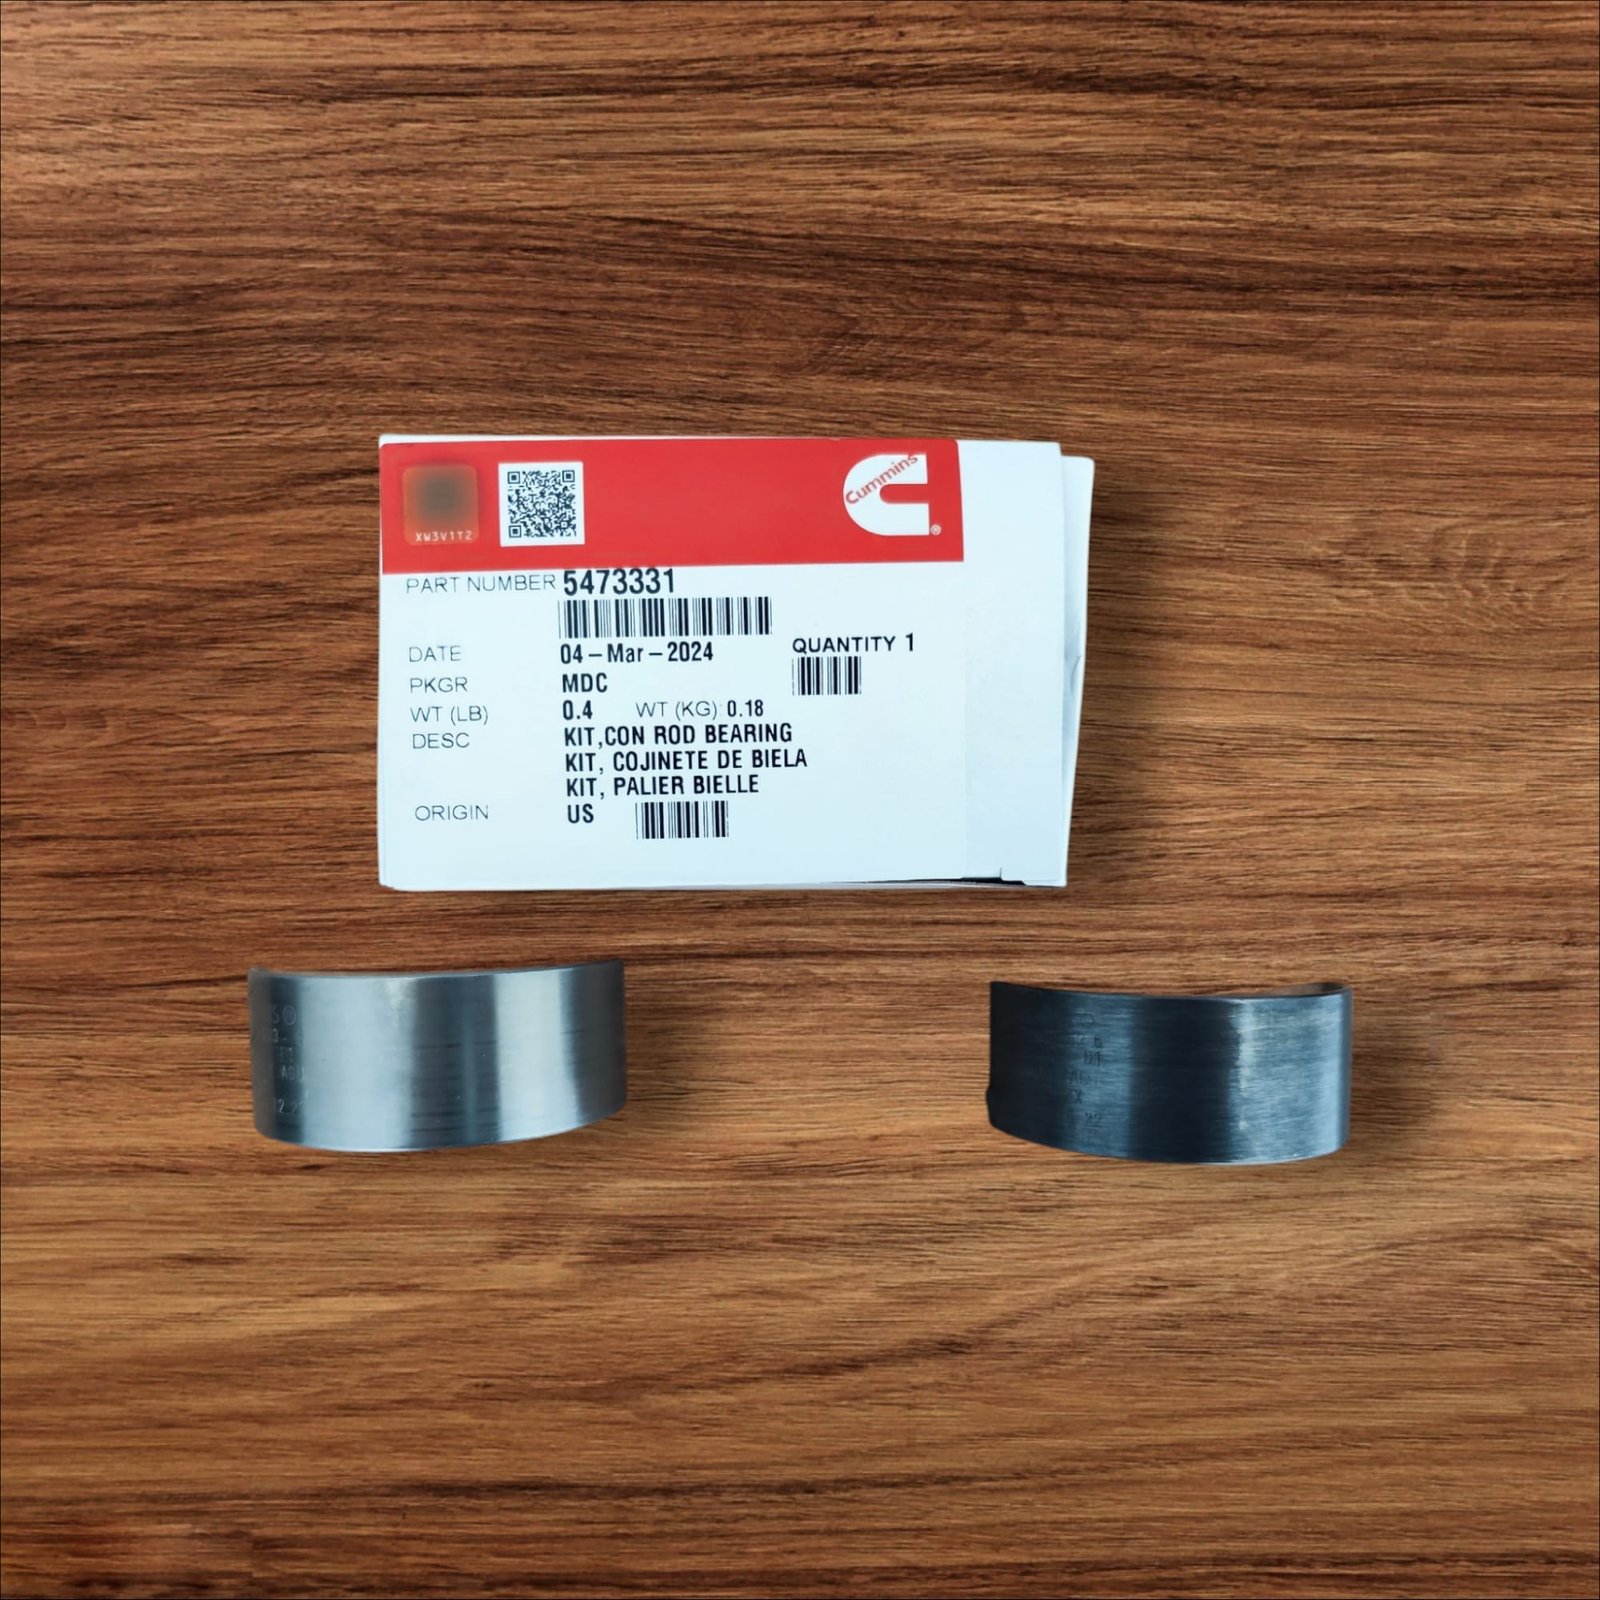 Cummins
®
XW3V1T2
PART NUMBER 5473331
DATE 04-Mar-2024 QUANTITY 1
PKGR MDC
WT (LB) 0.4 WT (KG) 0.18
DESC KIT,CON ROD BEARING
KIT, COJINETE DE BIELA
KIT, PALIER BIELLE
ORIGIN US